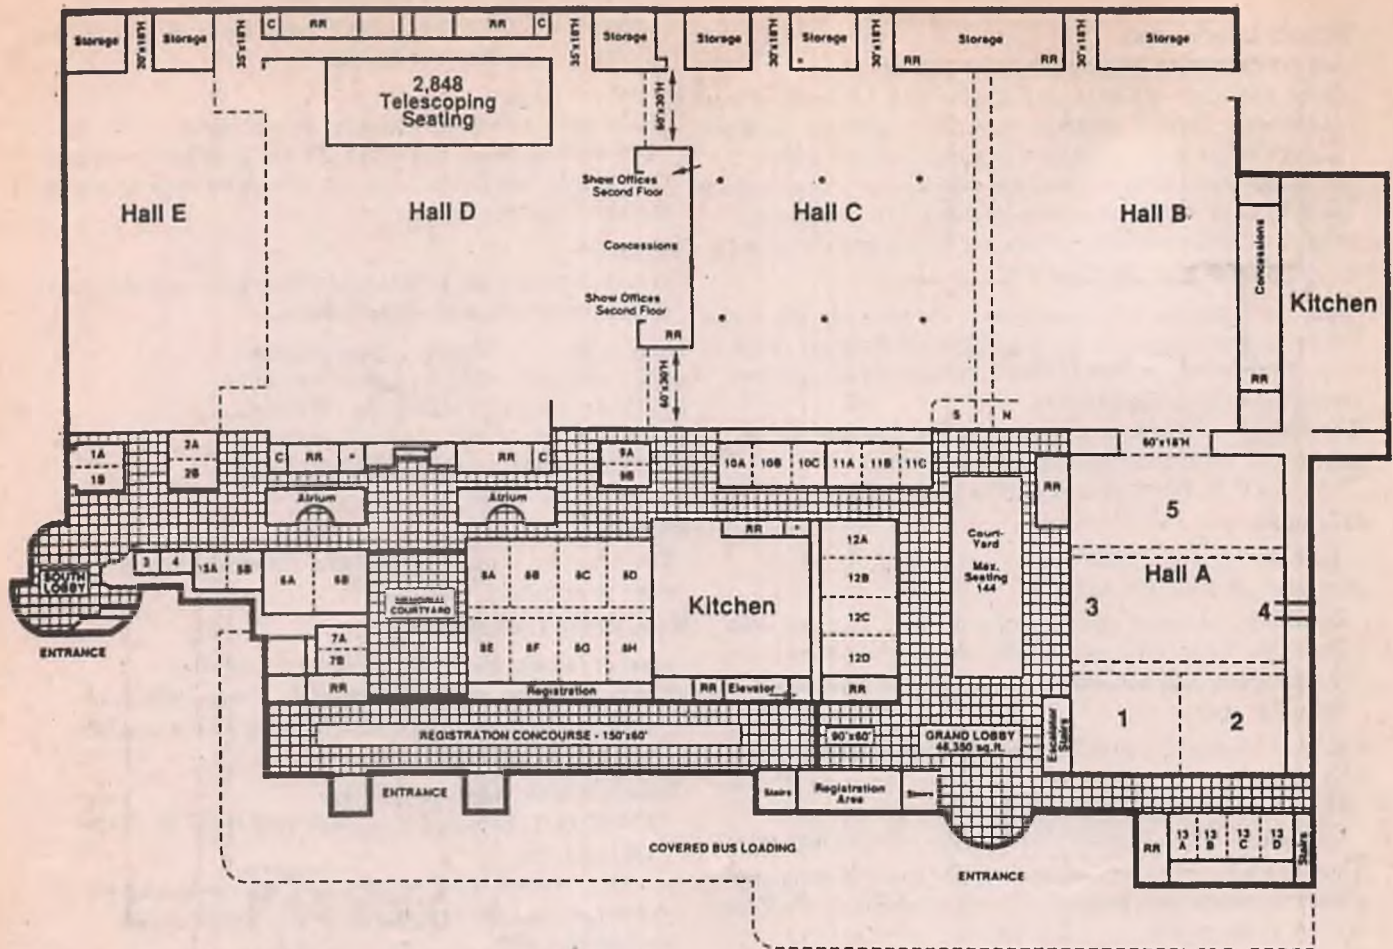 Storage
30'x18'H
Storage
35'x18'H
C
RR
RR
C
35'x18'H
Storage
Storage
30'x18'H
Storage
30'x18'H
Storage
RR
RR
30'x18'H
Storage
2,848
Telescoping
Seating
60'x30'H
Show Offices
Second Floor
Hall E
Hall D
Hall C
Hall B
Concessions
Concessions
Kitchen
Show Offices
Second Floor
RR
RR
60'x30'H
S
N
60'x18'H
1A
1B
2A
2B
C
RR
RR
C
9A
9B
10A
10B
10C
11A
11B
11C
RR
Atrium
Atrium
5
RR
12A
12B
12C
12D
RR
Court-
Yard
Max.
Seating
144
Hall A
3
4
SOUTH
LOBBY
ENTRANCE
3
4
5A
5B
6A
6B
MEMORIAL
COURTYARD
8A
8B
8C
8D
8E
8F
8G
8H
Kitchen
7A
7B
RR
Registration
RR
Elevator
1
2
REGISTRATION CONCOURSE - 150'x60'
90'x60'
GRAND LOBBY
46,350 sq.ft.
Escalator
Stairs
ENTRANCE
Stairs
Registration
Area
Stairs
COVERED BUS LOADING
ENTRANCE
RR
13
A
13
B
13
C
13
D
Stairs